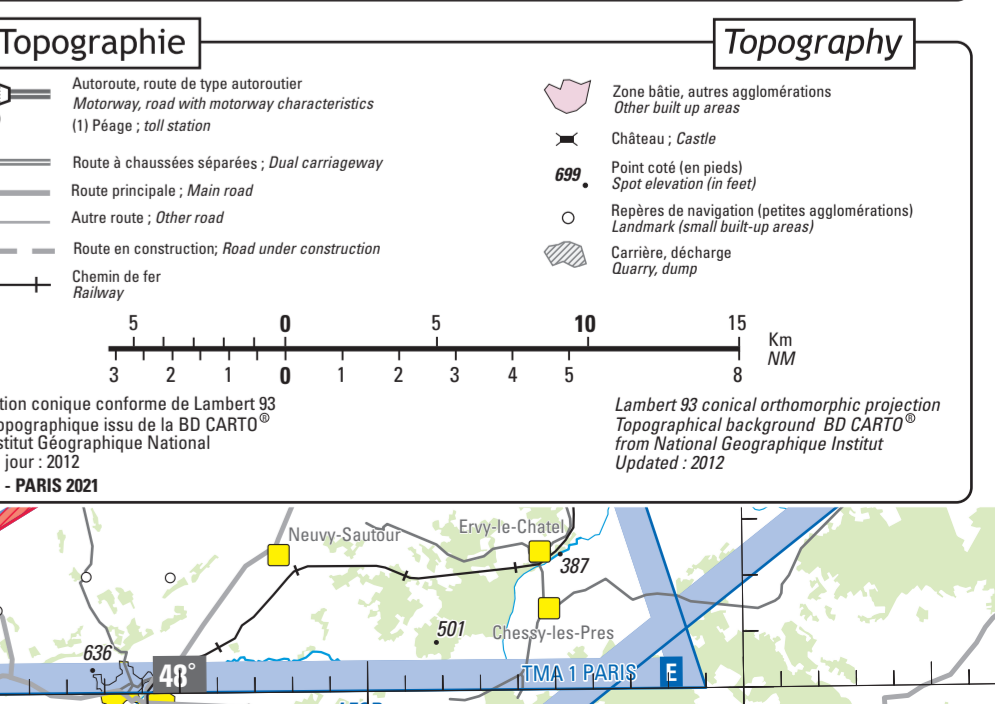 Topographie
Topography
Autoroute, route de type autoroutier
Motorway, road with motorway characteristics
(1) Péage ; toll station
Route à chaussées séparées ; Dual carriageway
Route principale ; Main road
Autre route ; Other road
Route en construction; Road under construction
Chemin de fer
Railway
Zone bâtie, autres agglomérations
Other built up areas
Château ; Castle
699
Point coté (en pieds)
Spot elevation (in feet)
Repères de navigation (petites agglomérations)
Landmark (small built-up areas)
Carrière, décharge
Quarry, dump
5 0 5 10 15
Km
NM
3 2 1 0 1 2 3 4 5 8
tion conique conforme de Lambert 93
opographique issu de la BD CARTO®
stitut Géographique National
jour : 2012
- PARIS 2021
Lambert 93 conical orthomorphic projection
Topographical background BD CARTO®
from National Geographique Institut
Updated : 2012
Neuvy-Sautour
Ervy-le-Chatel
387
501
Chessy-les-Pres
636
48°
TMA 1 PARIS E